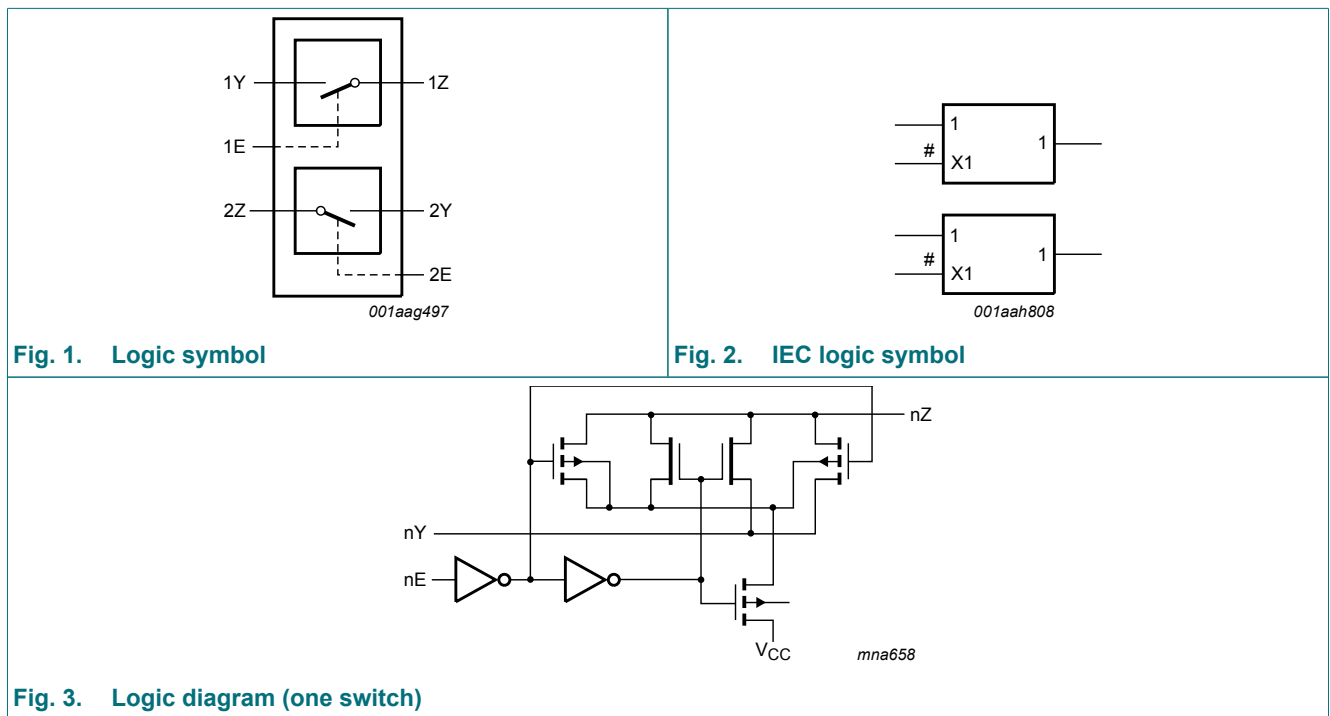 1Y 1Z
1E
2Z 2Y
2E
001aag497
Fig. 1. Logic symbol
1
1
# X1
1
1
# X1
001aah808
Fig. 2. IEC logic symbol
nZ
nY
nE
VCC
mna658
Fig. 3. Logic diagram (one switch)